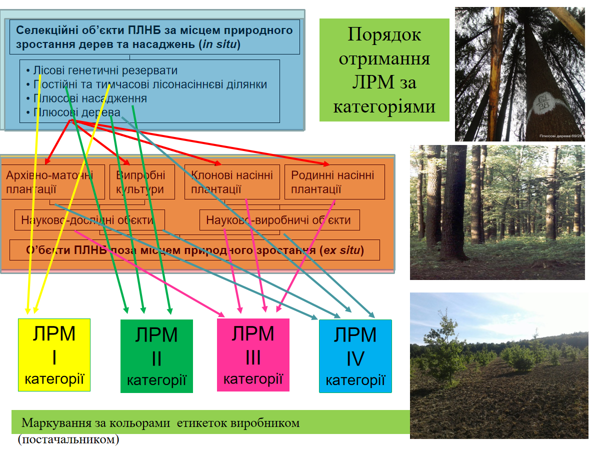 Селекційні об'єкти ПЛНБ за місцем природного
зростання дерев та насаджень (in situ)
• Лісові генетичні резервати
• Постійні та тимчасові лісонасіннєві ділянки
• Плюсові насадження
• Плюсові дерева
Порядок
отримання
ЛРМ за
категоріями
Архівно-маточні
плантації
Випробні
культури
Клонові насінні
плантації
Родинні насінні
плантації
Науково-дослідні об'єкти
Науково-виробничі об'єкти
О'бєкти ПЛНБ поза місцем природного зростання (ex situ)
ЛРМ
I
категорії
ЛРМ
II
категорії
ЛРМ
III
категорії
ЛРМ
IV
категорії
Маркування за кольорами етикеток виробником
(постачальником)